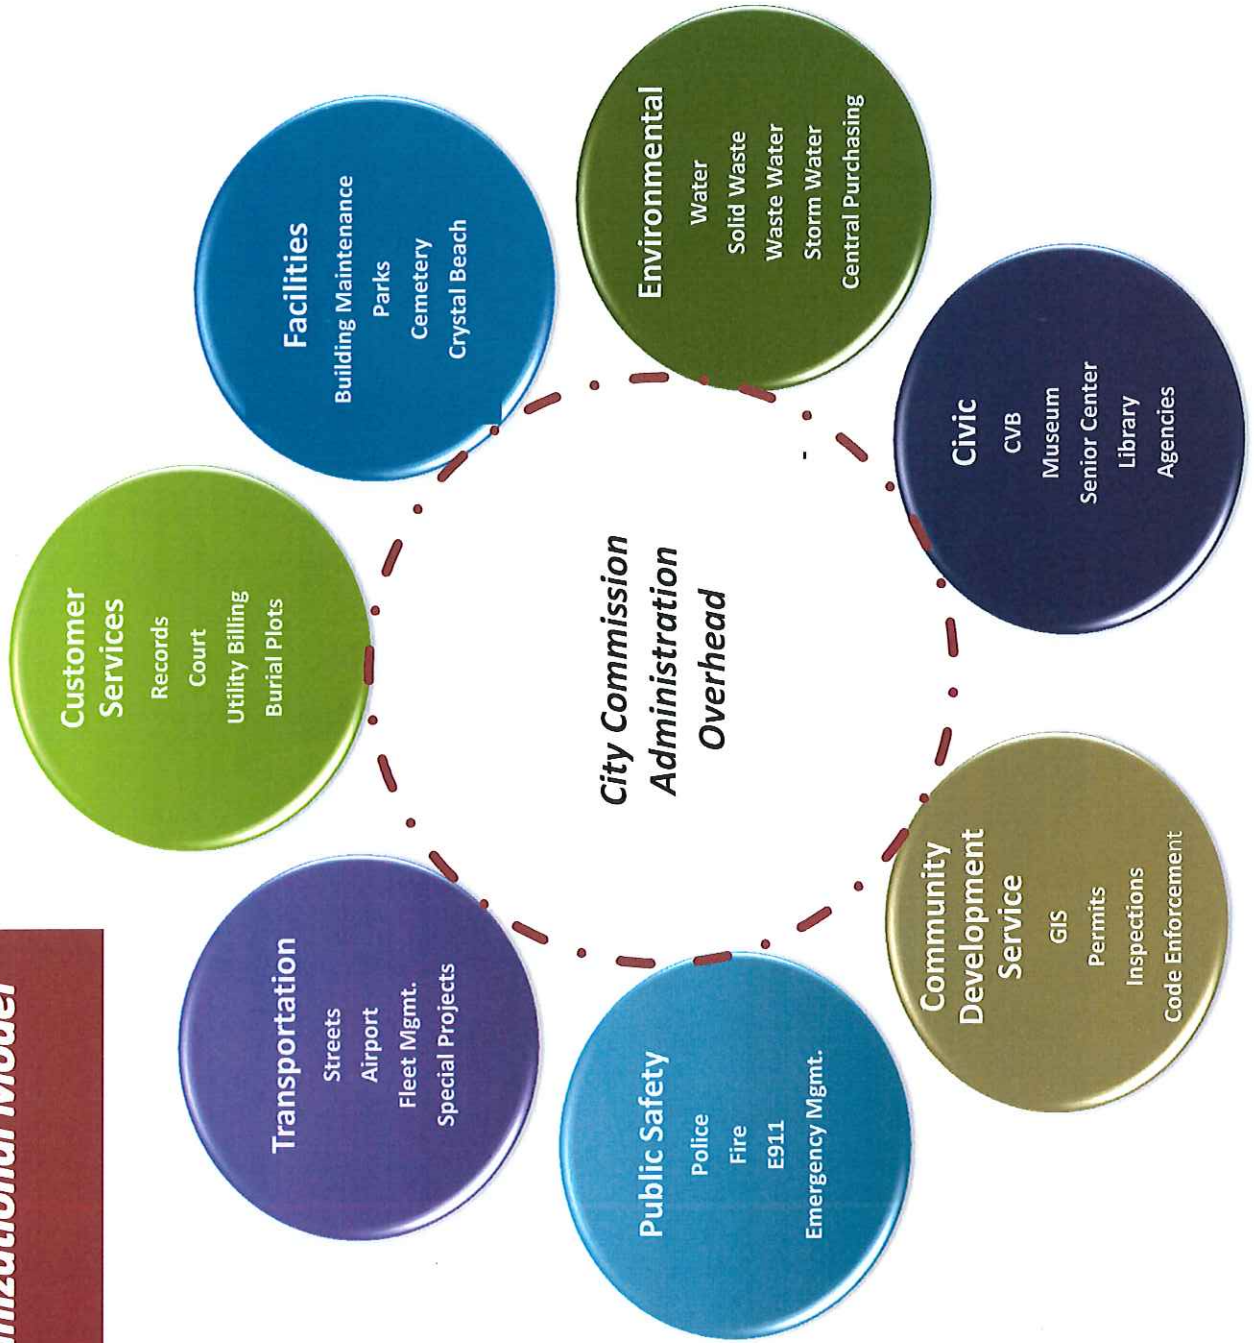 Organizational Model
Customer
Services
Records
Court
Utility Billing
Burial Plots
Facilities
Building Maintenance
Parks
Cemetery
Crystal Beach
Environmental
Water
Solid Waste
Waste Water
Storm Water
Central Purchasing
Civic
CVB
Museum
Senior Center
Library
Agencies
Community
Development
Service
GIS
Permits
Inspections
Code Enforcement
Public Safety
Police
Fire
E911
Emergency Mgmt.
Transportation
Streets
Airport
Fleet Mgmt.
Special Projects
City Commission
Administration
Overhead